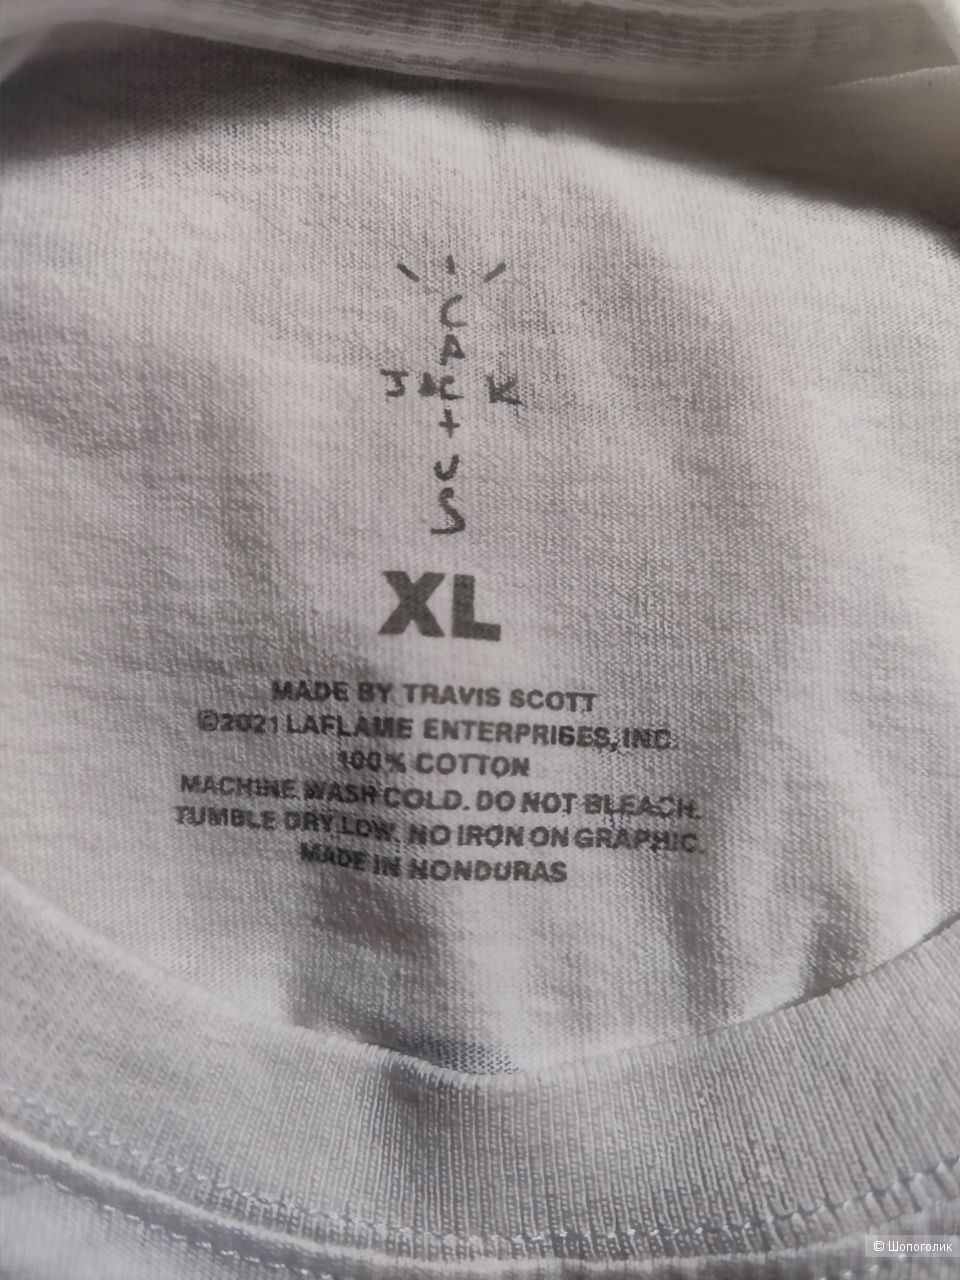 C
A
JACK
T
U
S
XL
MADE BY TRAVIS SCOTT
©2021 LAFLAME ENTERPRISES, INC.
100% COTTON
MACHINE WASH COLD. DO NOT BLEACH.
TUMBLE DRY LOW. NO IRON ON GRAPHIC.
MADE IN HONDURAS
© Шопоголик